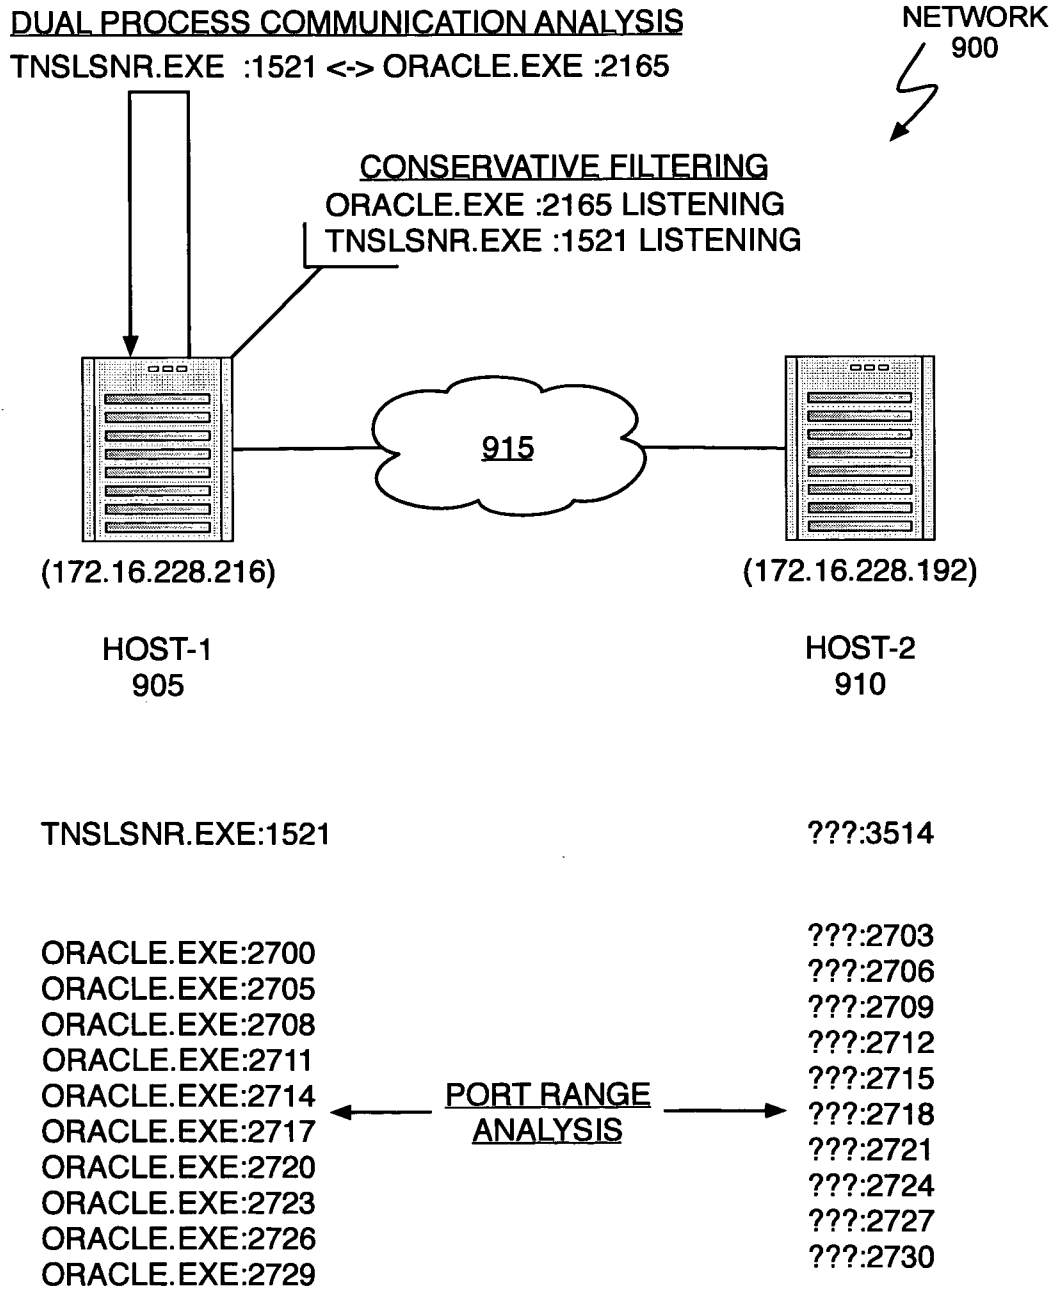 DUAL PROCESS COMMUNICATION ANALYSIS
TNSLSNR.EXE :1521 <-> ORACLE.EXE :2165
NETWORK
900
CONSERVATIVE FILTERING
ORACLE.EXE :2165 LISTENING
TNSLSNR.EXE :1521 LISTENING
915
(172.16.228.216)
(172.16.228.192)
HOST-1
905
HOST-2
910
TNSLSNR.EXE:1521
???:3514
ORACLE.EXE:2700
ORACLE.EXE:2705
ORACLE.EXE:2708
ORACLE.EXE:2711
ORACLE.EXE:2714
ORACLE.EXE:2717
ORACLE.EXE:2720
ORACLE.EXE:2723
ORACLE.EXE:2726
ORACLE.EXE:2729
PORT RANGE
ANALYSIS
???:2703
???:2706
???:2709
???:2712
???:2715
???:2718
???:2721
???:2724
???:2727
???:2730